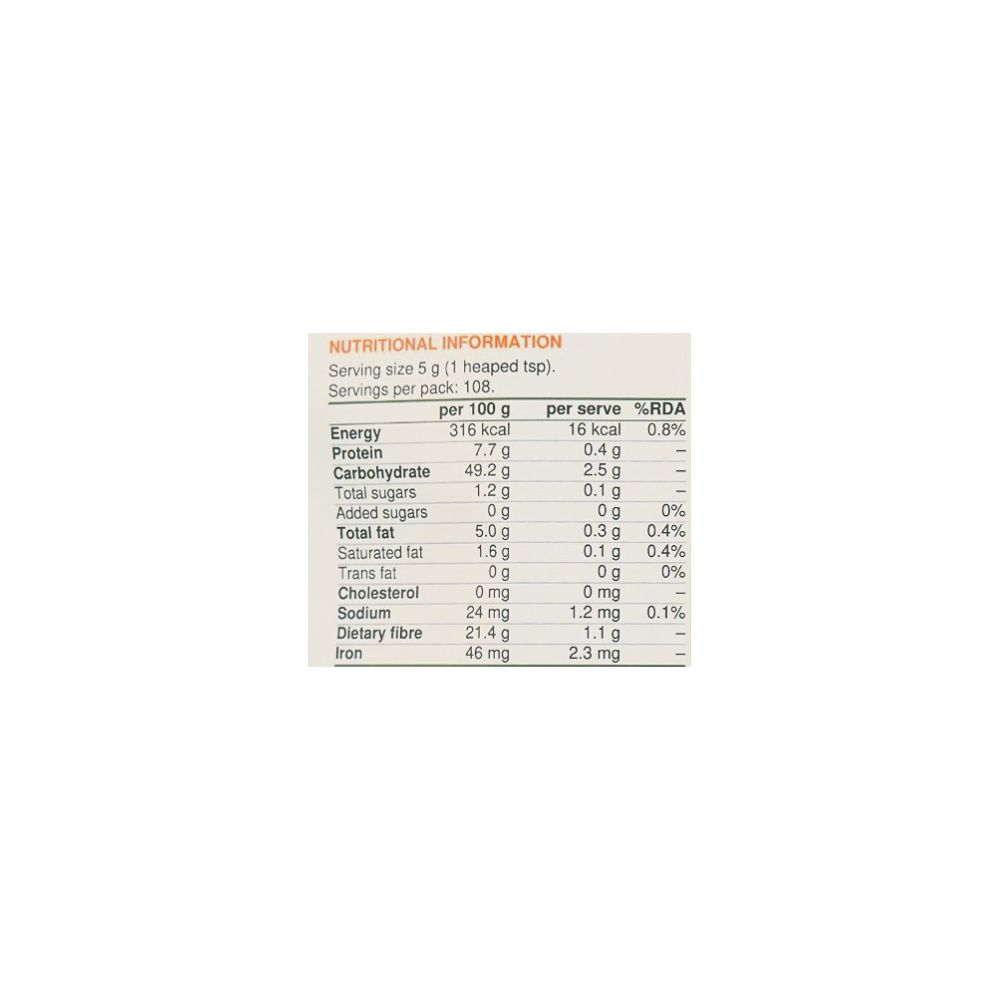 NUTRITIONAL INFORMATION
Serving size 5 g (1 heaped tsp).
Servings per pack: 108.
per 100 g per serve %RDA
Energy 316 kcal 16 kcal 0.8%
Protein 7.7 g 0.4 g –
Carbohydrate 49.2 g 2.5 g –
Total sugars 1.2 g 0.1 g –
Added sugars 0 g 0 g 0%
Total fat 5.0 g 0.3 g 0.4%
Saturated fat 1.6 g 0.1 g 0.4%
Trans fat 0 g 0 g 0%
Cholesterol 0 mg 0 mg –
Sodium 24 mg 1.2 mg 0.1%
Dietary fibre 21.4 g 1.1 g –
Iron 46 mg 2.3 mg –